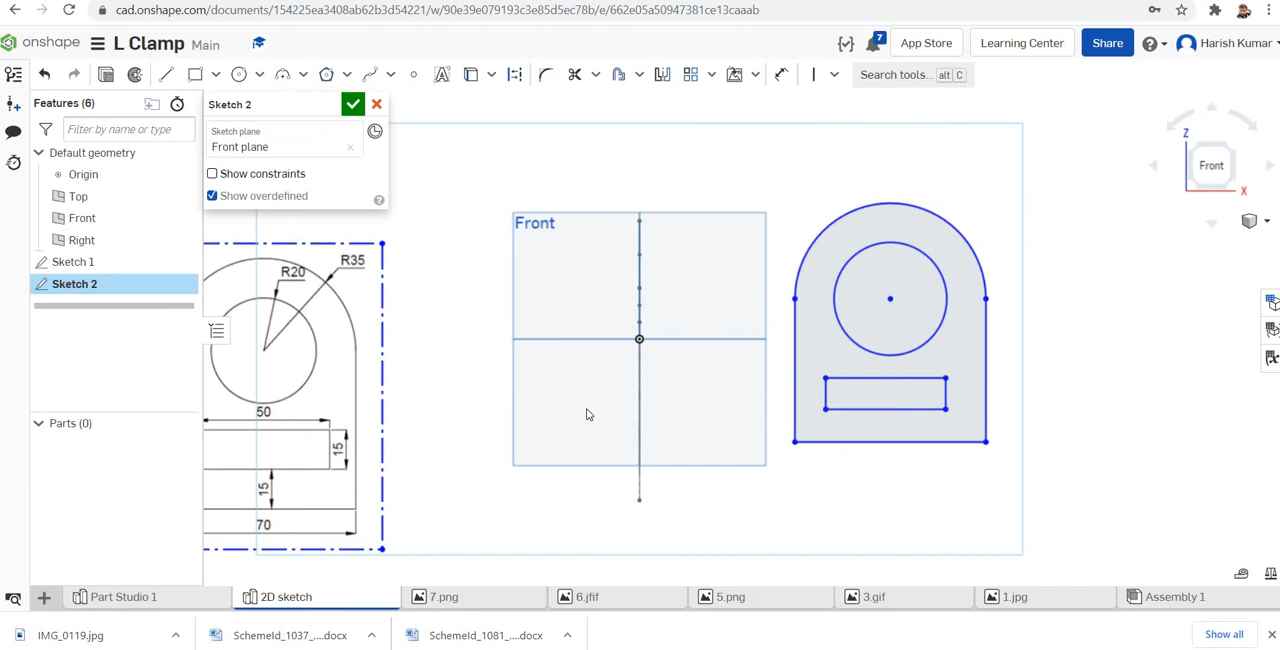 cad.onshape.com/documents/154225ea3408ab62b3d54221/w/90e39e079193c3e85d5ec78b/e/662e05a50947381ce13caaab
onshape L Clamp Main 7 App Store Learning Center Share Harish Kumar
Search tools... alt C
Features (6)
Filter by name or type
Default geometry
Origin
Top
Front
Right
Sketch 1
Sketch 2
Parts (0)
Sketch 2
Sketch plane
Front plane
Show constraints
Show overdefined
R20
R35
50
15
15
70
Front
Z
Front
X
Part Studio 1 2D sketch 7.png 6.jfif 5.png 3.gif 1.jpg Assembly 1
IMG_0119.jpg SchemeId_1037_....docx SchemeId_1081_....docx Show all